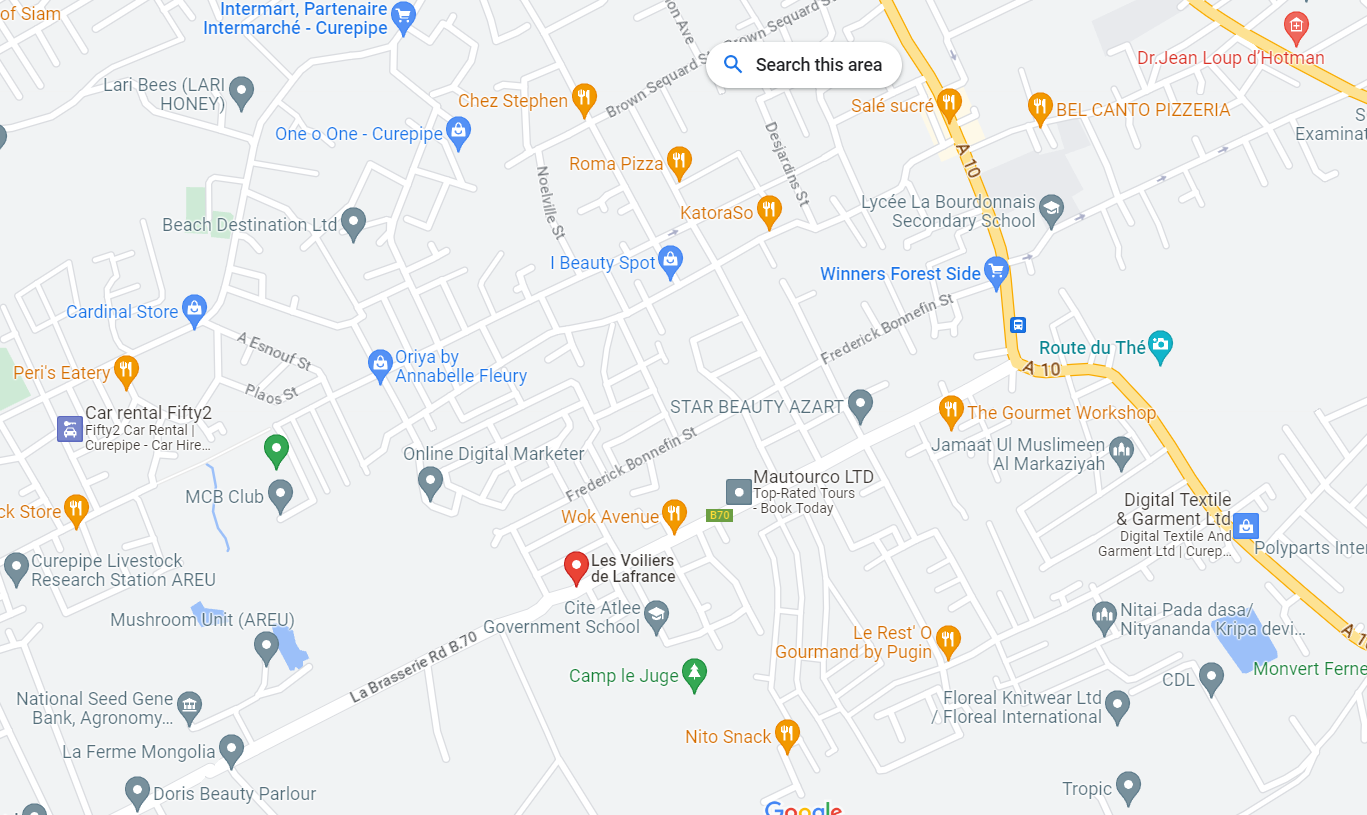 of Siam
Intermart, Partenaire
Intermarché - Curepipe
Brown Sequard St
Search this area
Dr.Jean Loup d'Hotman
Lari Bees (LARI
HONEY)
Chez Stephen
Brown Sequard St
Salé sucré
BEL CANTO PIZZERIA
One o One - Curepipe
Examinat
Roma Pizza
Desjardins St
A 10
Noelville St
Beach Destination Ltd
KatoraSo
Lycée La Bourdonnais
Secondary School
I Beauty Spot
Winners Forest Side
Cardinal Store
A Esnouf St
Frederick Bonnefin St
Route du Thé
Oriya by
Annabelle Fleury
A 10
Peri's Eatery
Plaos St
Car rental Fifty2
Fifty2 Car Rental |
Curepipe - Car Hire...
STAR BEAUTY AZART
The Gourmet Workshop
Frederick Bonnefin St
Jamaat Ul Muslimeen
Al Markaziyah
Online Digital Marketer
Mautourco LTD
Top-Rated Tours
- Book Today
MCB Club
ck Store
Wok Avenue
B70
Digital Textile
& Garment Ltd
Digital Textile And
Garment Ltd | Curep...
Polyparts Inter
Curepipe Livestock
Research Station AREU
Les Voiliers
de Lafrance
Mushroom Unit (AREU)
Cite Atlee
Government School
Nitai Pada dasa/
Nityananda Kripa devi...
Le Rest' O
Gourmand by Pugin
A 10
La Brasserie Rd B.70
Camp le Juge
CDL
Monvert Ferne
National Seed Gene
Bank, Agronomy...
Floreal Knitwear Ltd
/ Floreal International
La Ferme Mongolia
Nito Snack
Doris Beauty Parlour
Tropic
Google